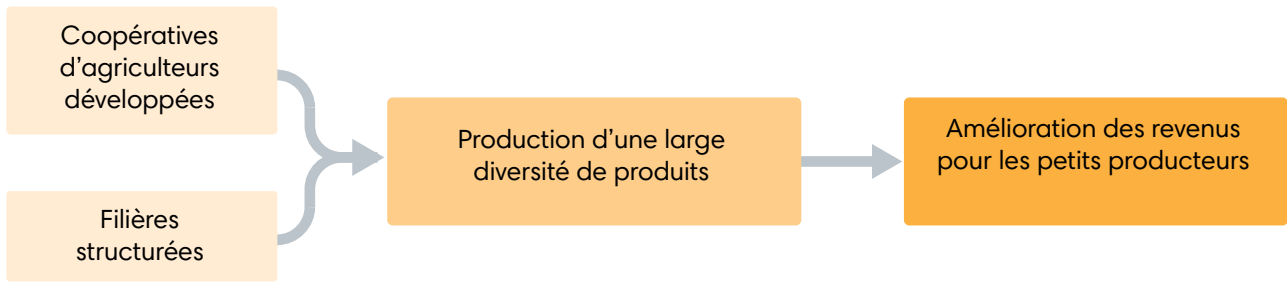 Coopératives
d’agriculteurs
développées
Filières
structurées
Production d’une large
diversité de produits
Amélioration des revenus
pour les petits producteurs